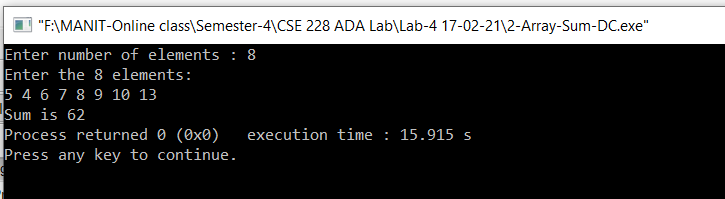 "F:\MANIT-Online class\Semester-4\CSE 228 ADA Lab\Lab-4 17-02-21\2-Array-Sum-DC.exe"
Enter number of elements : 8
Enter the 8 elements:
5 4 6 7 8 9 10 13
Sum is 62
Process returned 0 (0x0)   execution time : 15.915 s
Press any key to continue.